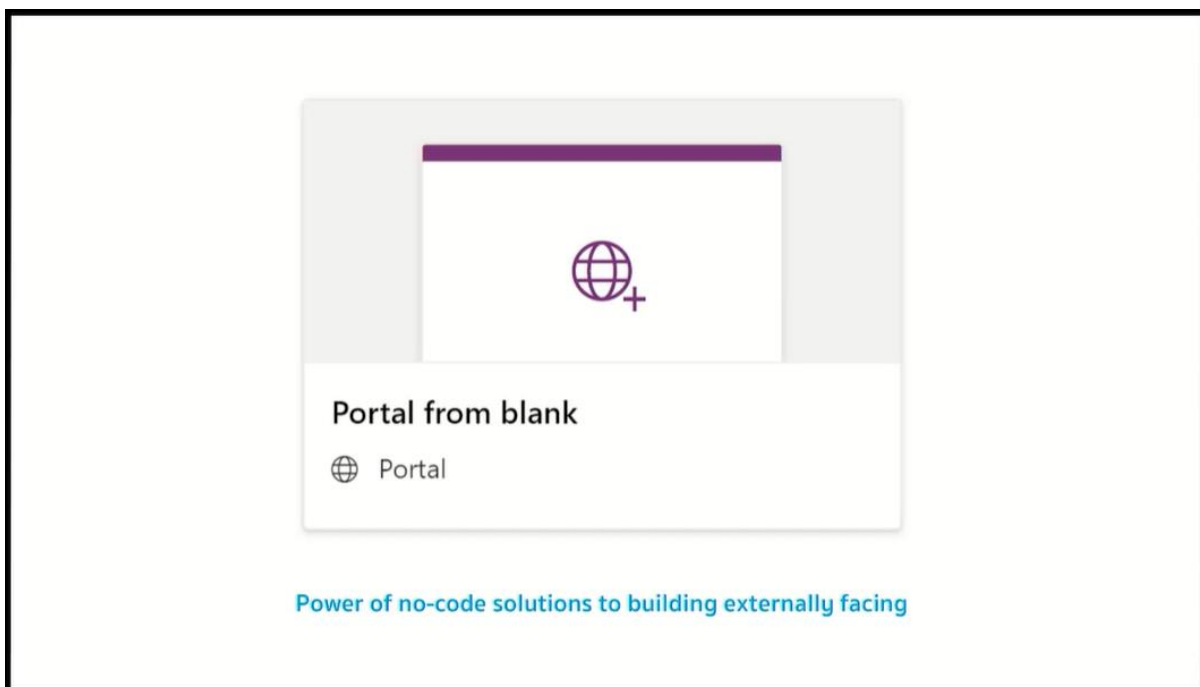 Portal from blank
Portal
Power of no-code solutions to building externally facing